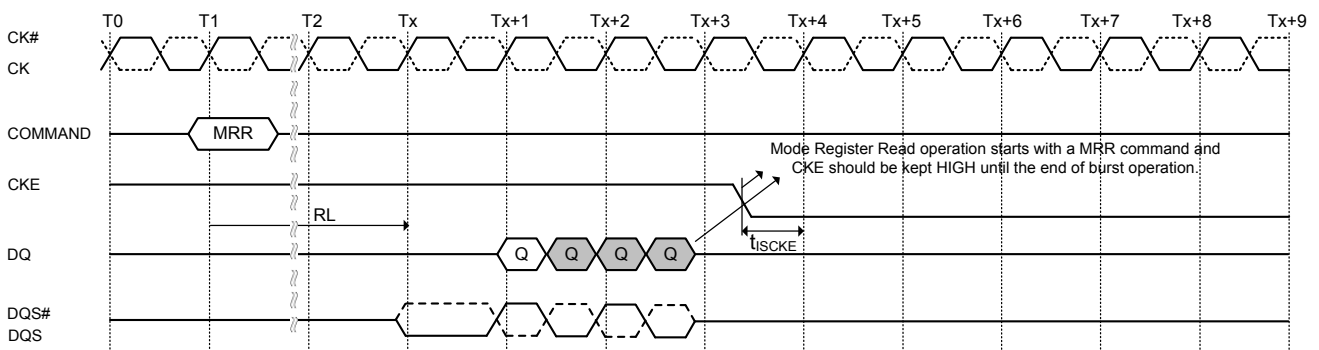 T0 T1 T2 Tx Tx+1 Tx+2 Tx+3 Tx+4 Tx+5 Tx+6 Tx+7 Tx+8 Tx+9
CK#
CK
COMMAND MRR
Mode Register Read operation starts with a MRR command and
CKE should be kept HIGH until the end of burst operation.
CKE
RL
tISCKE
DQ Q Q Q Q
DQS#
DQS